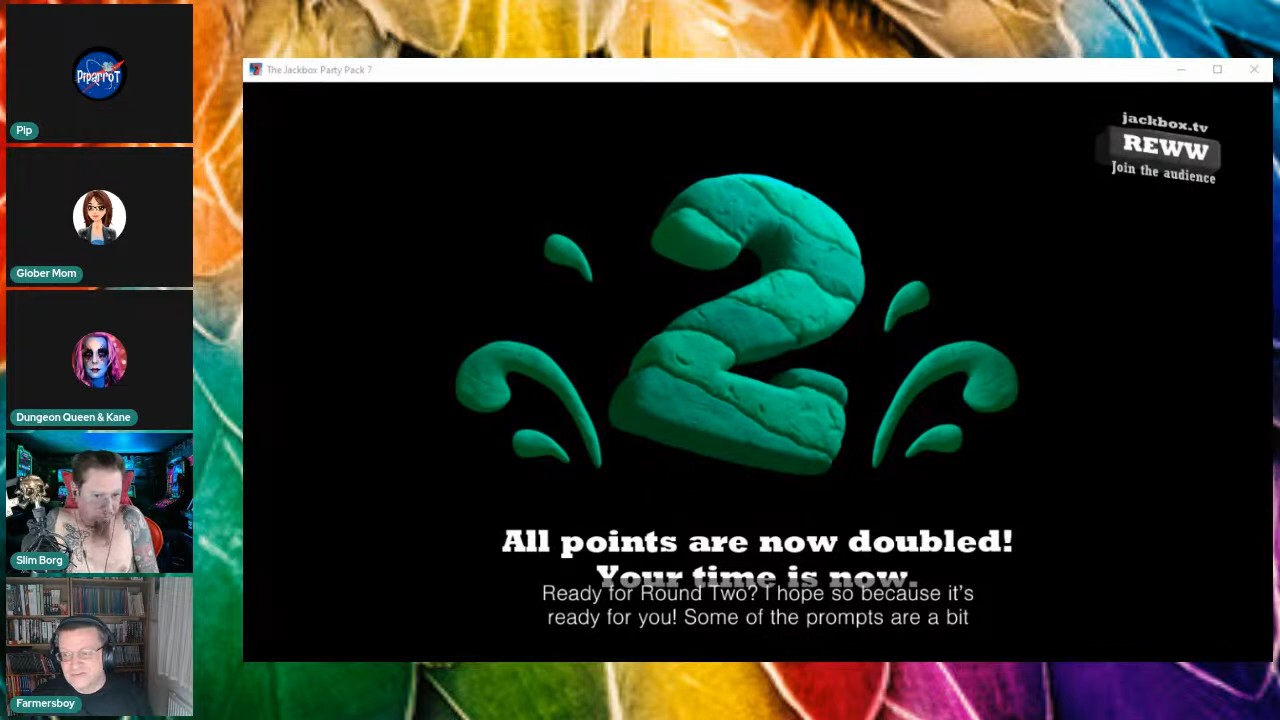 PiparroT
Pip
Glober Mom
Dungeon Queen & Kane
Slim Borg
Farmersboy
The Jackbox Party Pack 7
jackbox.tv
REWW
Join the audience
2
All points are now doubled!
Your time is now.
Ready for Round Two? I hope so because it's
ready for you! Some of the prompts are a bit